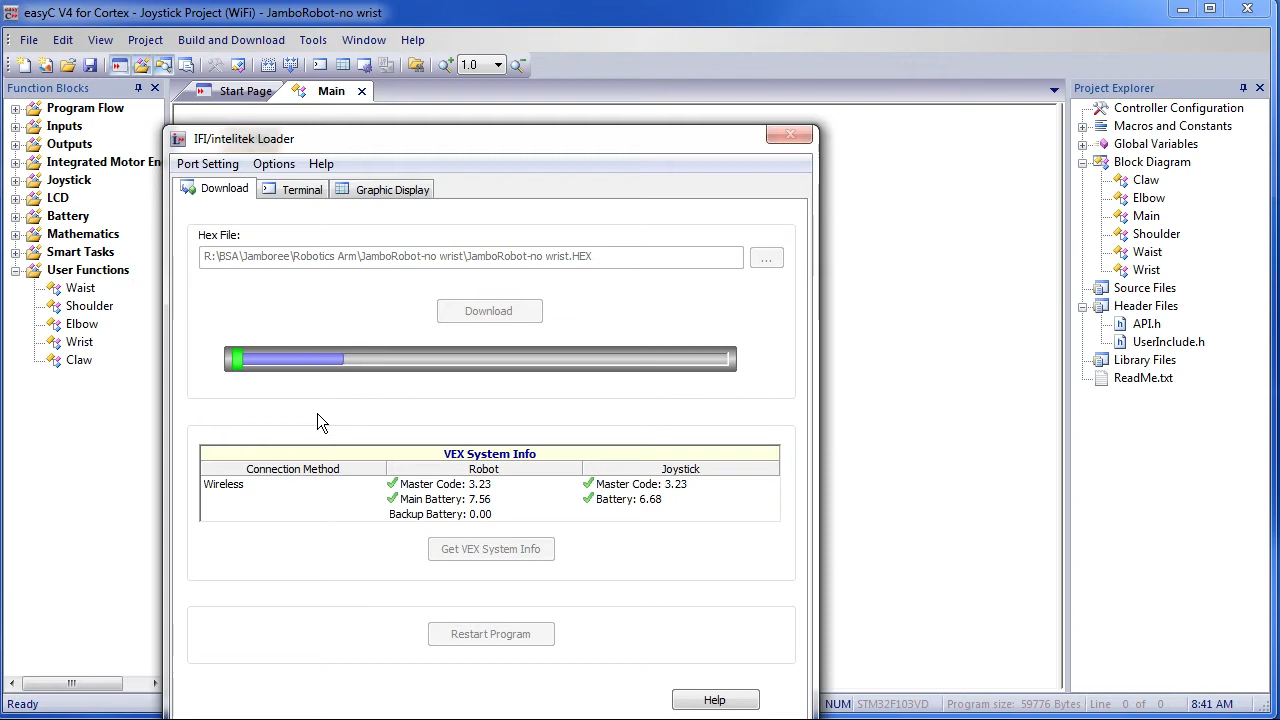 easyC V4 for Cortex - Joystick Project (WiFi) - JamboRobot-no wrist
File Edit View Project Build and Download Tools Window Help
1.0
Function Blocks
Program Flow
Inputs
Outputs
Integrated Motor En
Joystick
LCD
Battery
Mathematics
Smart Tasks
User Functions
Waist
Shoulder
Elbow
Wrist
Claw
Start Page
Main
IFI/intelitek Loader
Port Setting Options Help
Download Terminal Graphic Display
Hex File:
R:\BSA\Jamboree\Robotics Arm\JamboRobot-no wrist\JamboRobot-no wrist.HEX
...
Download
VEX System Info
Connection Method Robot Joystick
Wireless Master Code: 3.23 Master Code: 3.23
Main Battery: 7.56 Battery: 6.68
Backup Battery: 0.00
Get VEX System Info
Restart Program
Help
Project Explorer
Controller Configuration
Macros and Constants
Global Variables
Block Diagram
Claw
Elbow
Main
Shoulder
Waist
Wrist
Source Files
Header Files
API.h
UserInclude.h
Library Files
ReadMe.txt
Ready
NUM STM32F103VD Program size: 59776 Bytes Line 0 of 0 8:41 AM